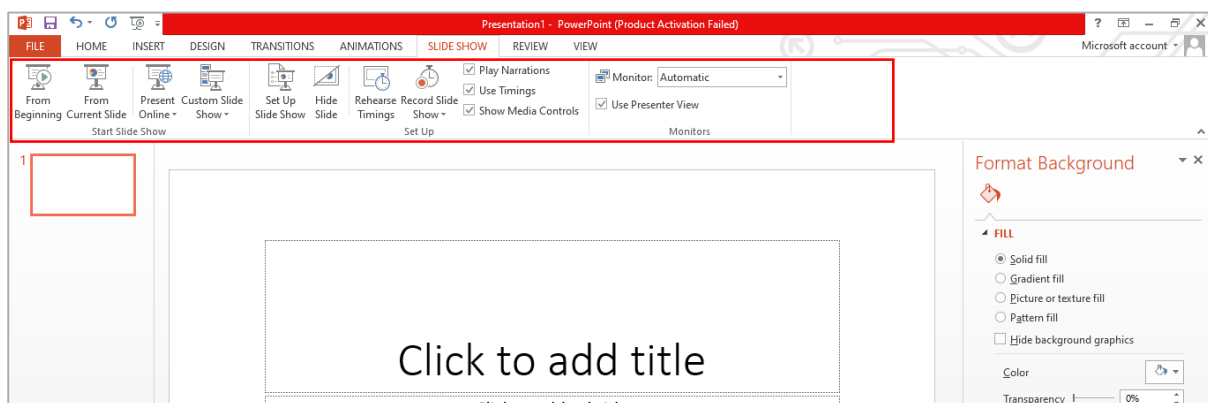 Presentation1 - PowerPoint (Product Activation Failed)
FILE HOME INSERT DESIGN TRANSITIONS ANIMATIONS SLIDE SHOW REVIEW VIEW Microsoft account
From Beginning
From Current Slide
Present Online
Custom Slide Show
Start Slide Show
Set Up Slide Show
Hide Slide
Rehearse Timings
Record Slide Show
Play Narrations
Use Timings
Show Media Controls
Set Up
Monitor: Automatic
Use Presenter View
Monitors
1
Click to add title
Format Background
FILL
Solid fill
Gradient fill
Picture or texture fill
Pattern fill
Hide background graphics
Color
Transparency 0%